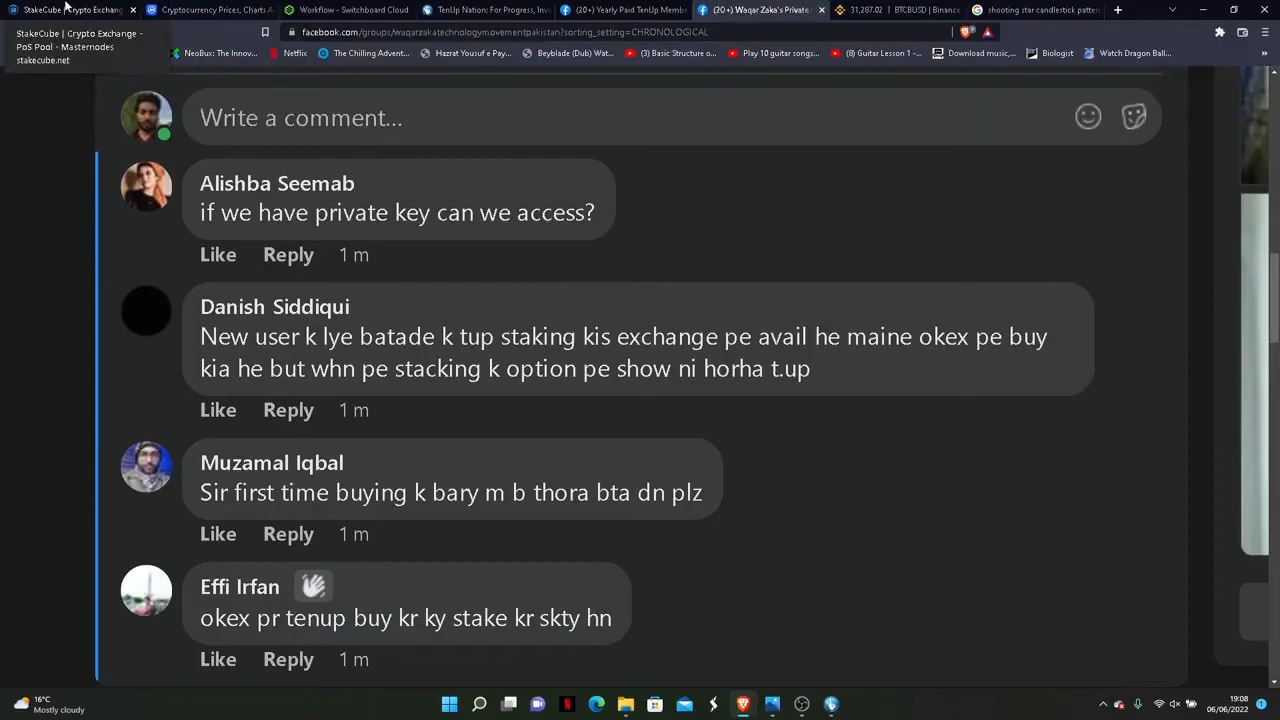 StakeCube | Crypto Exchang
Cryptocurrency Prices, Charts A
Workflow - Switchboard Cloud
TenUp Nation: For Progress, Inv
(20+) Yearly Paid TenUp Memb
(20+) Waqar Zaka's Private
31,287.02 | BTCBUSD | Binance
shooting star candlestick patter
StakeCube | Crypto Exchange -
PoS Pool - Masternodes
stakecube.net
facebook.com/groups/waqarzakatechnologymovementpakistan?sorting_setting=CHRONOLOGICAL
NeoBux: The Innov...
Netflix
The Chilling Advent...
Hazrat Yousuf e Pay...
Beyblade (Dub) Wat...
(3) Basic Structure o...
Play 10 guitar songs...
(8) Guitar Lesson 1 -...
Download music,...
Biologist
Watch Dragon Ball...
Write a comment...
Alishba Seemab
if we have private key can we access?
Like Reply 1 m
Danish Siddiqui
New user k lye batade k tup staking kis exchange pe avail he maine okex pe buy
kia he but whn pe stacking k option pe show ni horha t.up
Like Reply 1 m
Muzamal Iqbal
Sir first time buying k bary m b thora bta dn plz
Like Reply 1 m
Effi Irfan
okex pr tenup buy kr ky stake kr skty hn
Like Reply 1 m
16°C
Mostly cloudy
19:08
06/06/2022